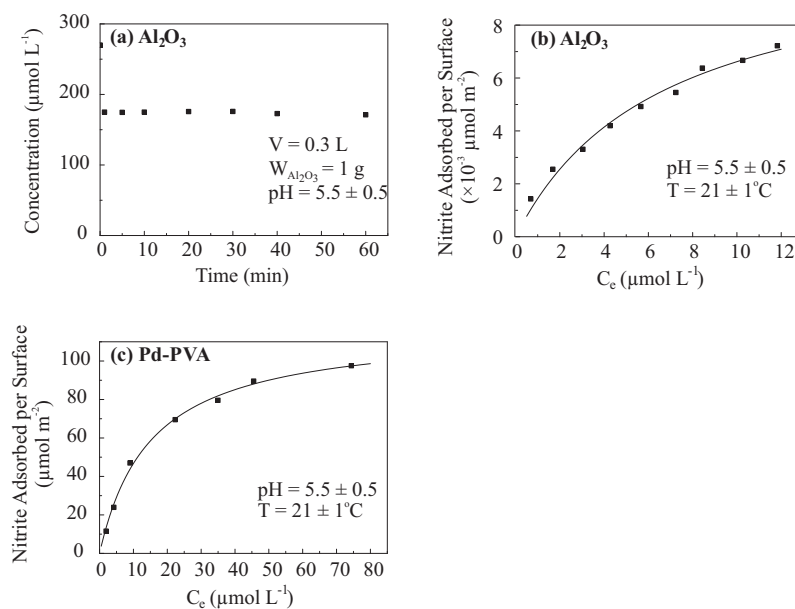 (a) Al₂O₃
Concentration (μmol L⁻¹)
300
200
100
0
V = 0.3 L
W_Al₂O₃ = 1 g
pH = 5.5 ± 0.5
0 10 20 30 40 50 60
Time (min)
(b) Al₂O₃
Nitrite Adsorbed per Surface
(×10⁻³ μmol m⁻²)
8
6
4
2
0
pH = 5.5 ± 0.5
T = 21 ± 1°C
0 2 4 6 8 10 12
Cₑ (μmol L⁻¹)
(c) Pd-PVA
Nitrite Adsorbed per Surface
(μmol m⁻²)
100
80
60
40
20
0
pH = 5.5 ± 0.5
T = 21 ± 1°C
0 10 20 30 40 50 60 70 80
Cₑ (μmol L⁻¹)